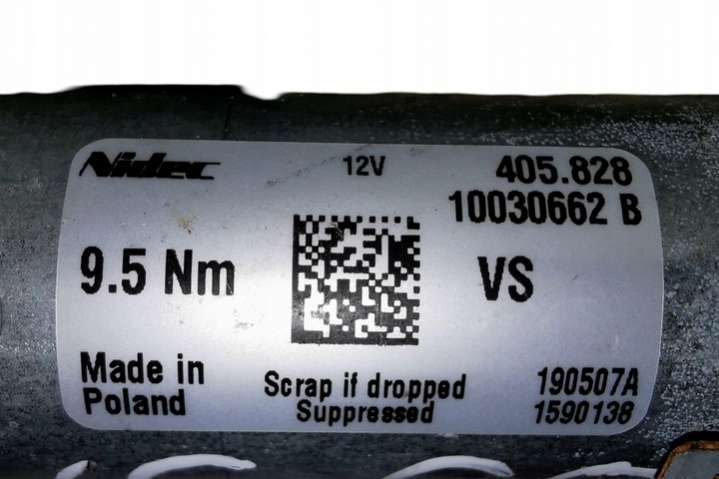 Nidec 12V 405.828
10030662 B
9.5 Nm VS
Made in Poland
Scrap if dropped
Suppressed
190507A
1590138